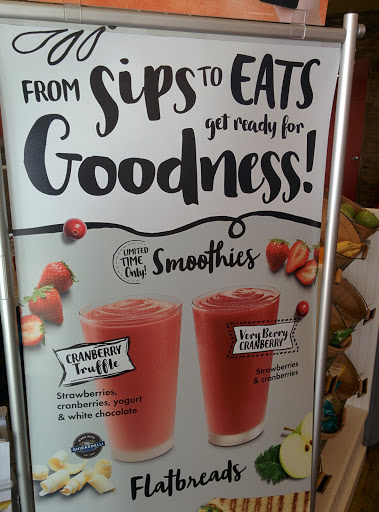 FROM Sips TO EATS
get ready for
GOODNESS!
LIMITED
TIME
Only!
Smoothies
CRANBERRY
Truffle
Strawberries,
cranberries, yogurt
& white chocolate
Very Berry
CRANBERRY
Strawberries
& cranberries
GHIRARDELLI
Flatbreads